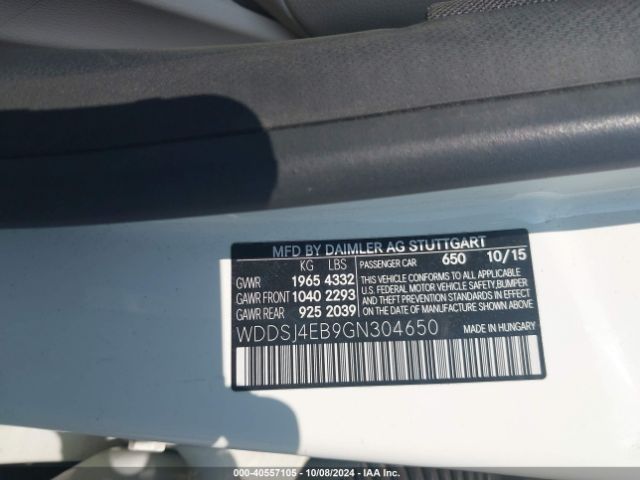 MFD BY DAIMLER AG STUTTGART
KG LBS PASSENGER CAR 650 10/15
GVWR 1965 4332
GAWR FRONT 1040 2293
GAWR REAR 925 2039
THIS VEHICLE CONFORMS TO ALL APPLICABLE
U.S. FEDERAL MOTOR VEHICLE SAFETY,BUMPER
AND THEFT PREVENTION STANDARDS IN EFFECT
ON THE DATE OF MANUFACTURE SHOWN ABOVE.
WDDSJ4EB9GN304650 MADE IN HUNGARY
000-40557105 - 10/08/2024 - IAA Inc.